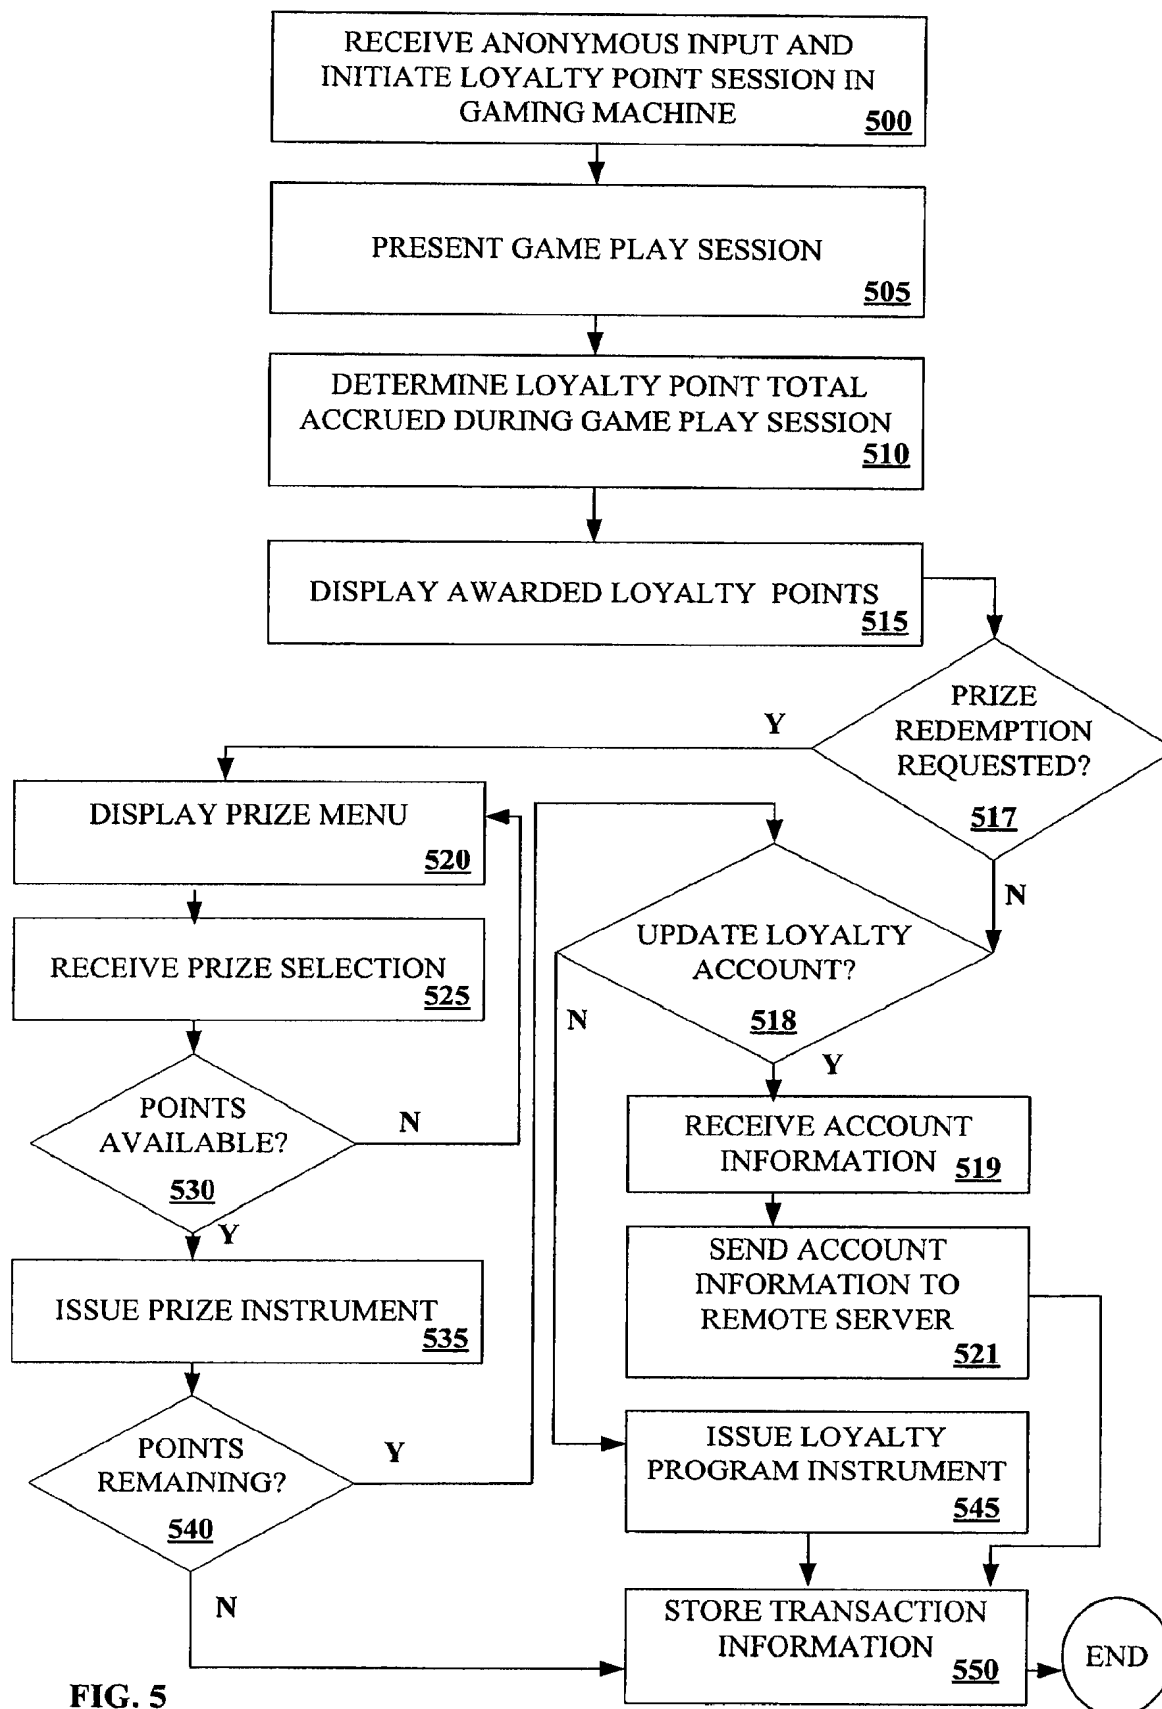 RECEIVE ANONYMOUS INPUT AND
INITIATE LOYALTY POINT SESSION IN
GAMING MACHINE
500
PRESENT GAME PLAY SESSION
505
DETERMINE LOYALTY POINT TOTAL
ACCRUED DURING GAME PLAY SESSION
510
DISPLAY AWARDED LOYALTY POINTS
515
PRIZE
REDEMPTION
REQUESTED?
517
Y
N
DISPLAY PRIZE MENU
520
RECEIVE PRIZE SELECTION
525
POINTS
AVAILABLE?
530
N
Y
ISSUE PRIZE INSTRUMENT
535
POINTS
REMAINING?
540
Y
N
UPDATE LOYALTY
ACCOUNT?
518
N
Y
RECEIVE ACCOUNT
INFORMATION
519
SEND ACCOUNT
INFORMATION TO
REMOTE SERVER
521
ISSUE LOYALTY
PROGRAM INSTRUMENT
545
STORE TRANSACTION
INFORMATION
550
END
FIG. 5